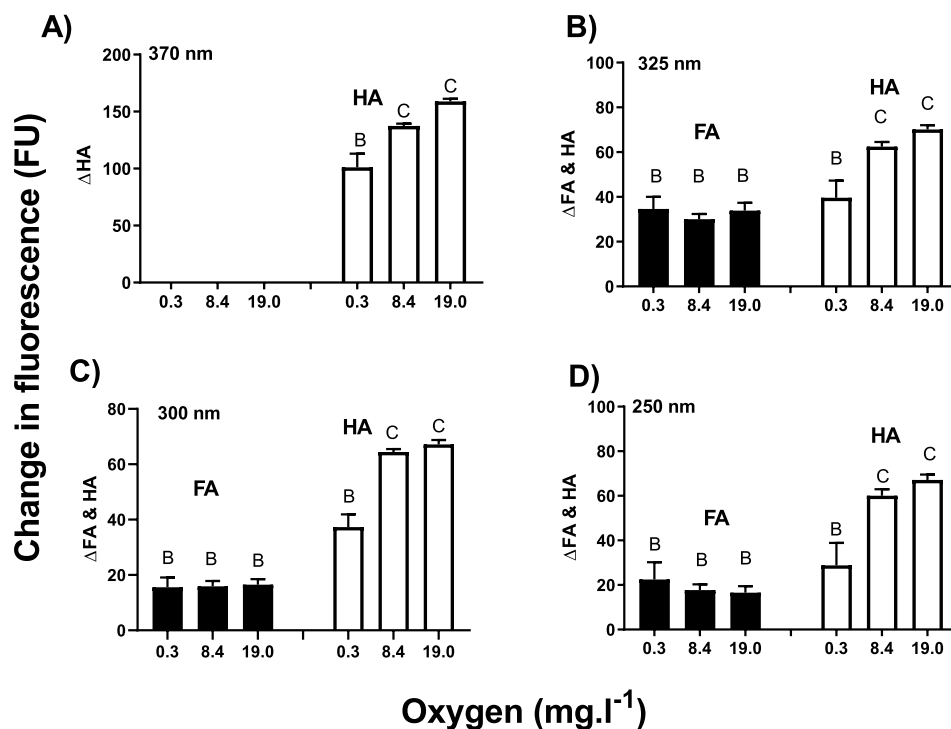 A)
370 nm
200
150
100
50
0
ΔHA
HA
B
C
C
0.3 8.4 19.0 0.3 8.4 19.0
B)
325 nm
100
80
60
40
20
0
ΔFA & HA
FA
B B B
HA
B
C
C
0.3 8.4 19.0 0.3 8.4 19.0
Change in fluorescence (FU)
C)
300 nm
80
60
40
20
0
ΔFA & HA
FA
B B B
HA
B
C
C
0.3 8.4 19.0 0.3 8.4 19.0
D)
250 nm
100
80
60
40
20
0
ΔFA & HA
FA
B B B
HA
B
C
C
0.3 8.4 19.0 0.3 8.4 19.0
Oxygen (mg.l⁻¹)